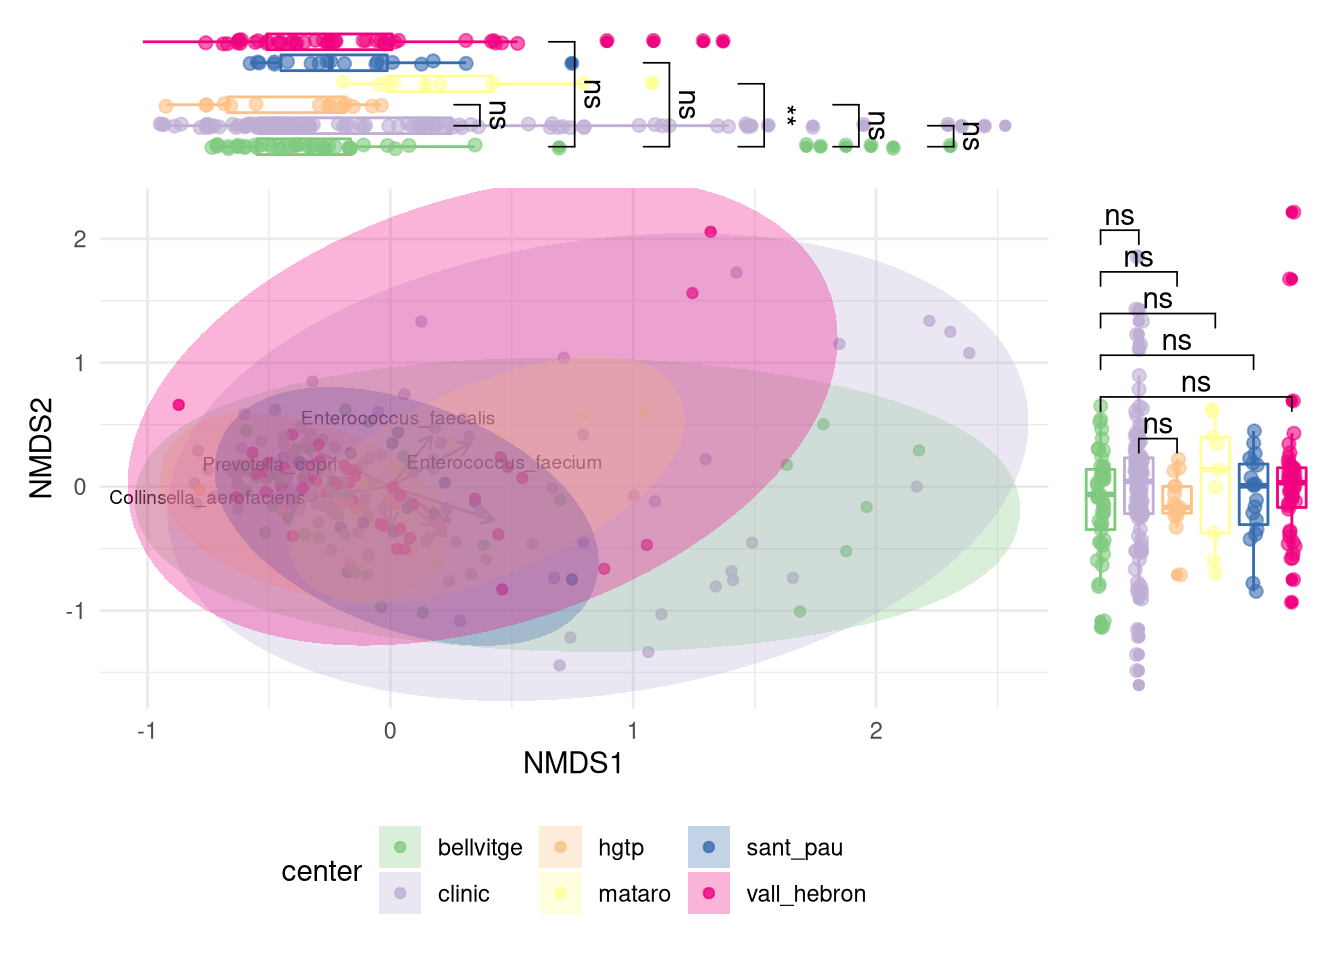 ns
ns
ns
**
ns
ns
NMDS2
2
1
0
-1
Enterococcus_faecalis
Prevotella_copri
Enterococcus_faecium
Collinsella_aerofaciens
-1
0
1
2
NMDS1
ns
ns
ns
ns
ns
ns
center
bellvitge
hgtp
sant_pau
clinic
mataro
vall_hebron